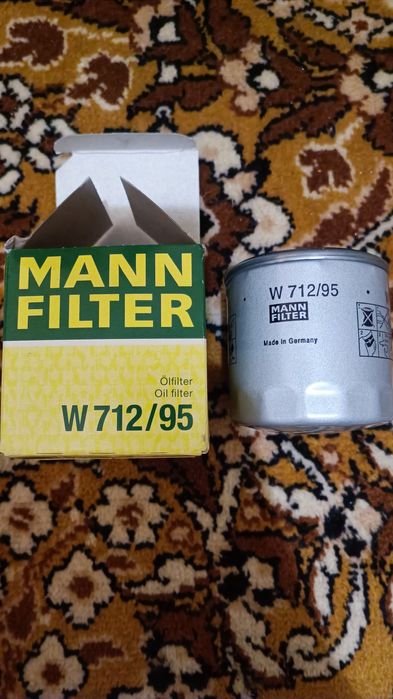 MANN
FILTER
Ölfilter
Oil filter
W 712/95
W 712/95
MANN
FILTER
Made in Germany